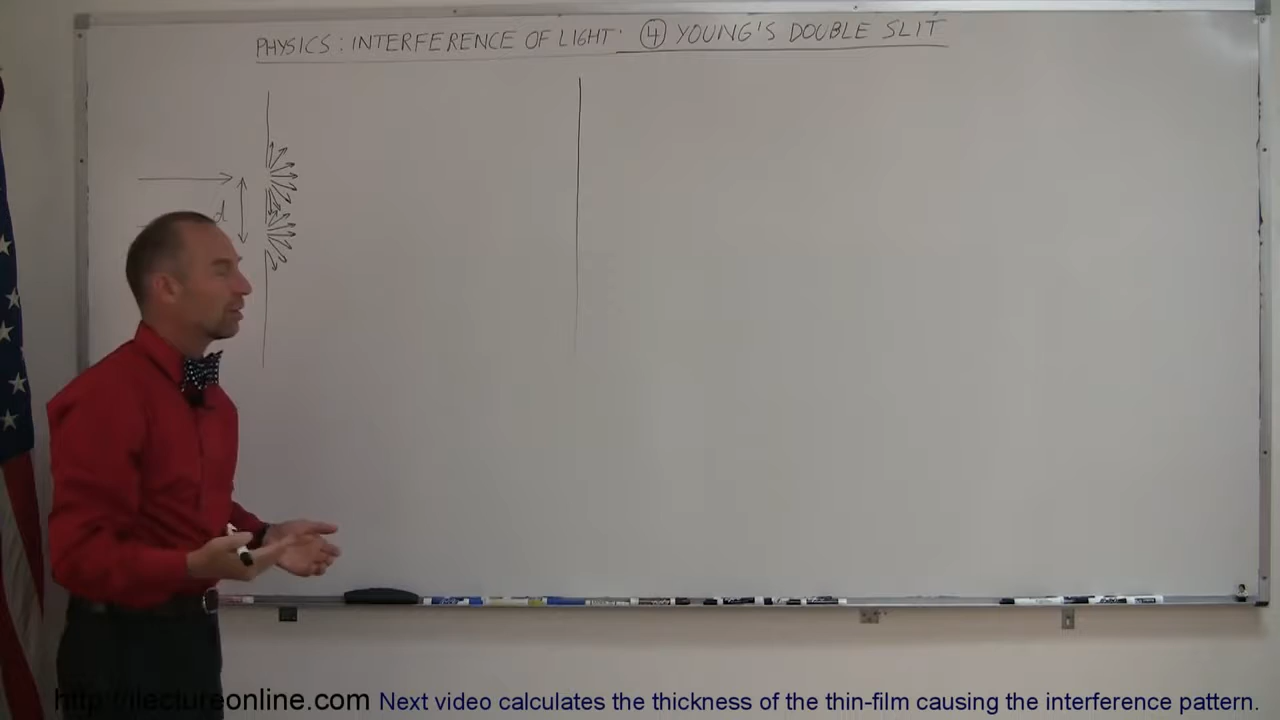 PHYSICS: INTERFERENCE OF LIGHT: ④ YOUNG'S DOUBLE SLIT
d
http://ilectureonline.com Next video calculates the thickness of the thin-film causing the interference pattern.